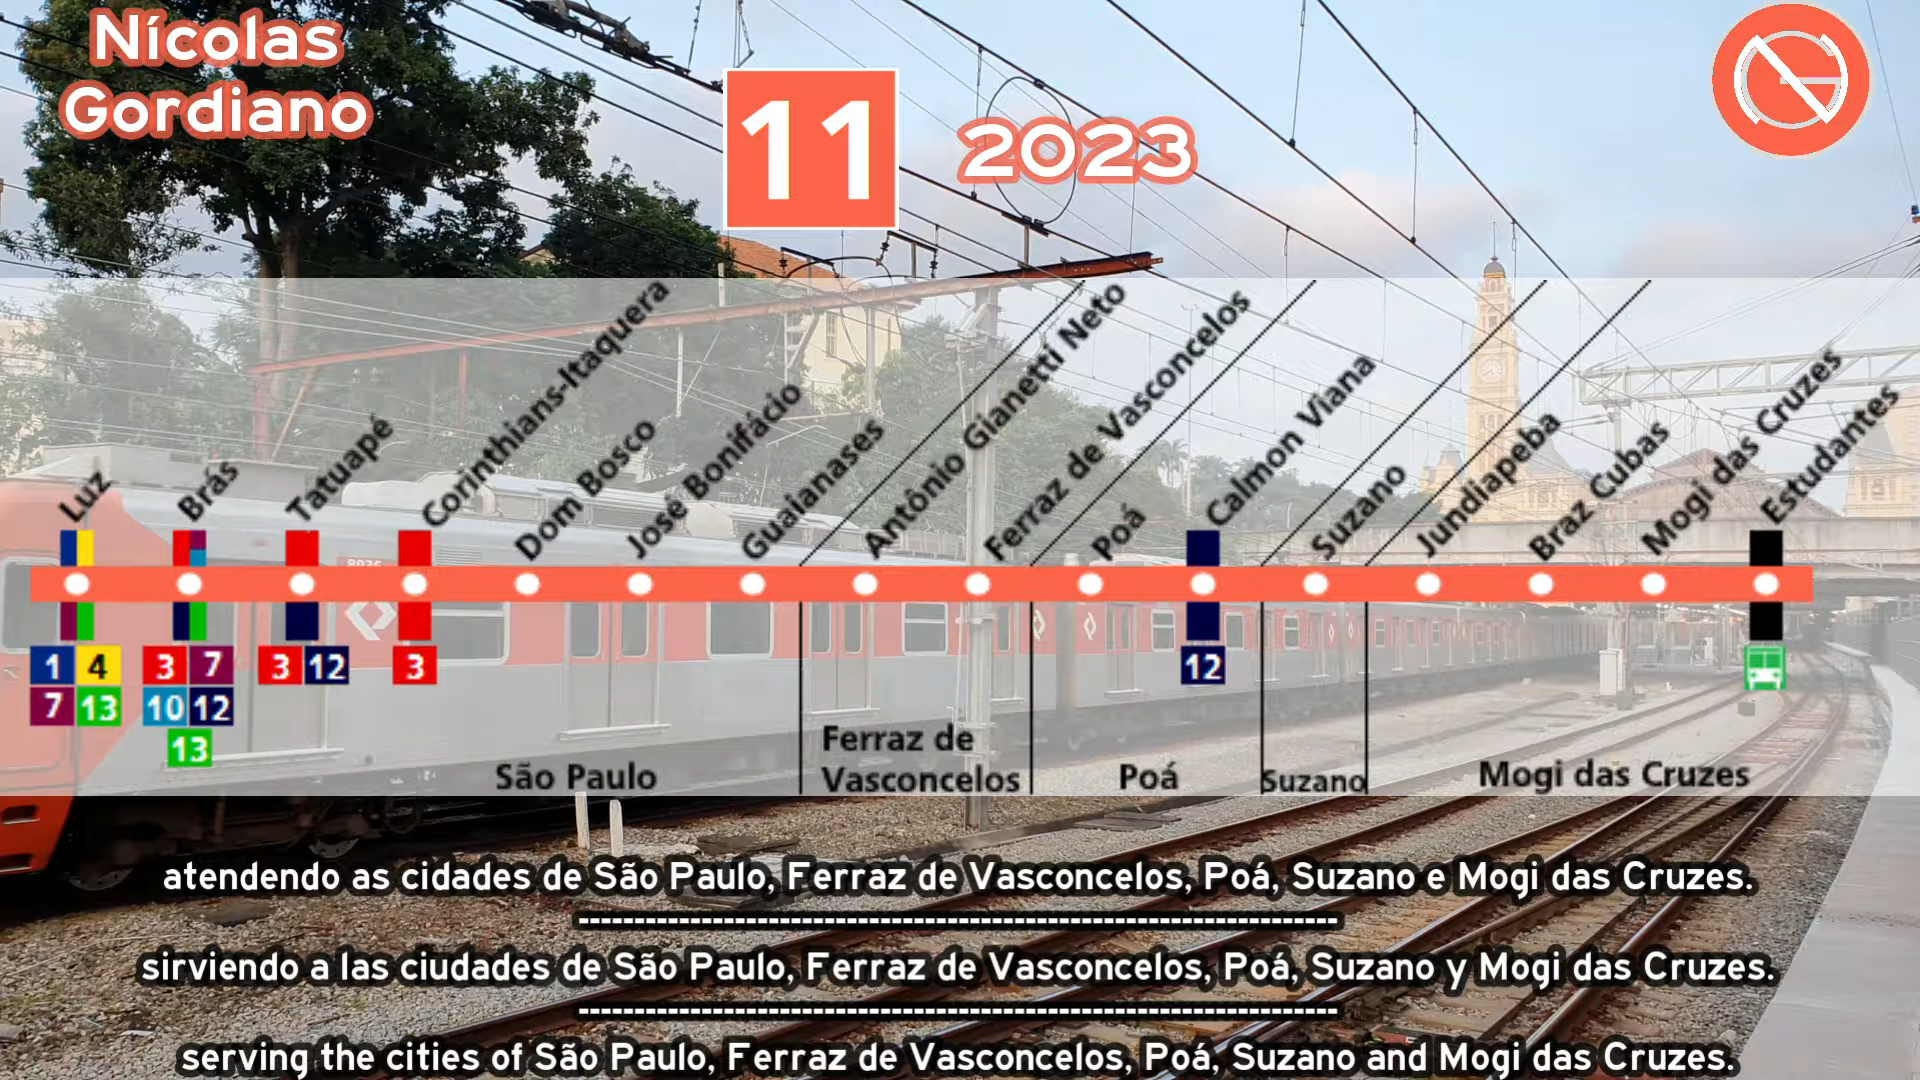 Nícolas
Gordiano
11
2023
Luz
Brás
Tatuapé
Corinthians-Itaquera
Dom Bosco
José Bonifácio
Guaianases
Antônio Gianetti Neto
Ferraz de Vasconcelos
Poá
Calmon Viana
Suzano
Jundiapeba
Braz Cubas
Mogi das Cruzes
Estudantes
1 4
7 13
3 7
10 12
13
3 12
3
12
São Paulo
Ferraz de
Vasconcelos
Poá
Suzano
Mogi das Cruzes
atendendo as cidades de São Paulo, Ferraz de Vasconcelos, Poá, Suzano e Mogi das Cruzes.
sirviendo a las ciudades de São Paulo, Ferraz de Vasconcelos, Poá, Suzano y Mogi das Cruzes.
serving the cities of São Paulo, Ferraz de Vasconcelos, Poá, Suzano and Mogi das Cruzes.